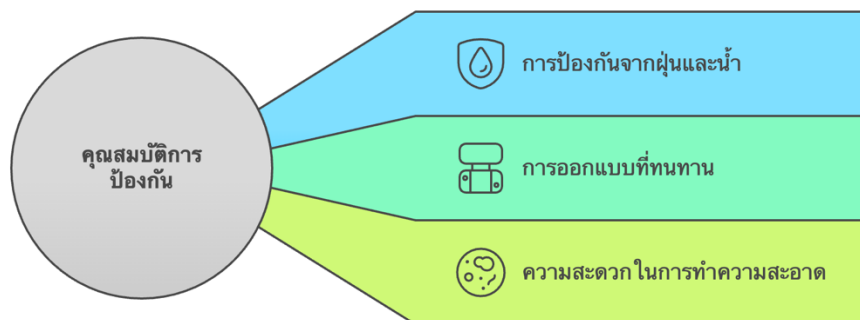 คุณสมบัติการ
ป้องกัน
การป้องกันจากฝุ่นและน้ำ
การออกแบบที่ทนทาน
ความสะดวกในการทำความสะอาด